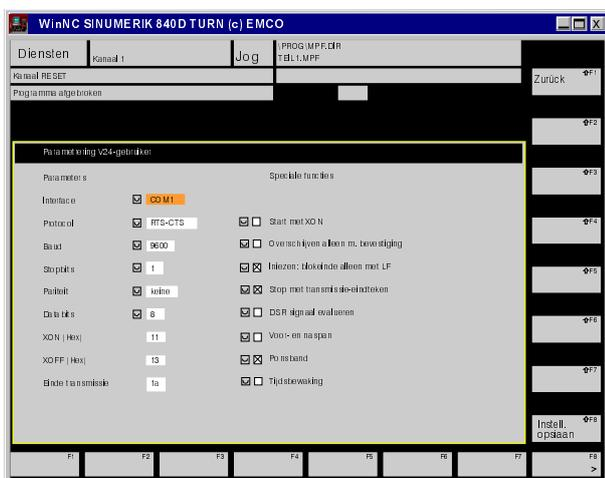 WinNC SINUMERIK 840D TURN (c) EMCO
Diensten
Kanaal 1
Jog
\PROG\MPF.DIR
TEIL1.MPF
Kanaal RESET
Programma afgebroken
Zurück
F1
F2
F3
F4
F5
F6
F7
Instell. opslaan
F8
Parametrering V24-gebruiker
Parameters
Speciale functies
Interface COM1
Protocol RTS-CTS
Start met XON
Baud 9600
Overschrijven alleen m. bevestiging
Stopbits 1
Inlezen: blokeinde alleen met LF
Pariteit keine
Stop met transmissie-eindteken
Databits 8
DSR signaal evalueren
XON (Hex) 11
Voor- en naspan
XOFF (Hex) 13
Ponsband
Einde transmissie 1a
Tijdsbewaking
F1
F2
F3
F4
F5
F6
F7
F8
>